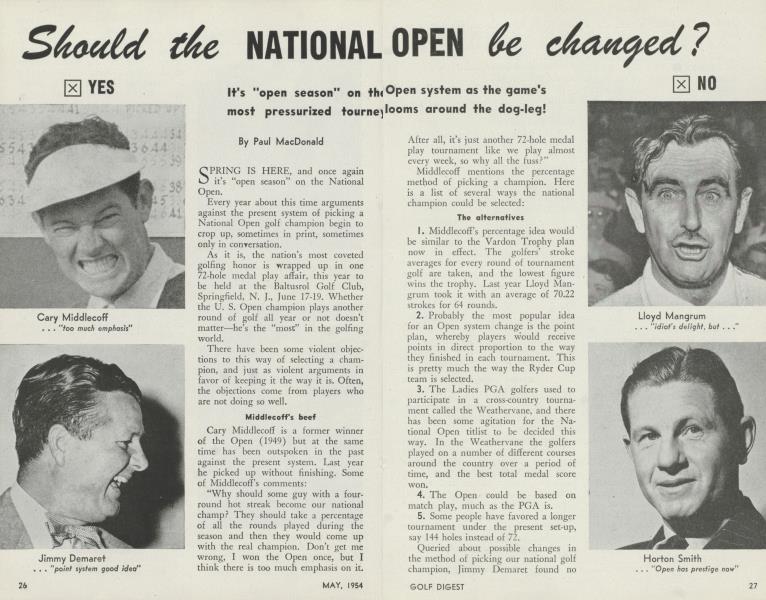 Should the NATIONAL OPEN be changed?
☒ YES
☒ NO
It's "open season" on the Open system as the game's
most pressurized tourney looms around the dog-leg!
Cary Middlecoff
... "too much emphasis"
Jimmy Demaret
... "point system good idea"
By Paul MacDonald
SPRING IS HERE, and once again
it's "open season" on the National
Open.
Every year about this time arguments
against the present system of picking a
National Open golf champion begin to
crop up, sometimes in print, sometimes
only in conversation.
As it is, the nation's most coveted
golfing honor is wrapped up in one
72-hole medal play affair, this year to
be held at the Baltusrol Golf Club,
Springfield, N. J., June 17-19. Whether
the U. S. Open champion plays another
round of golf all year or not doesn't
matter—he's the "most" in the golfing
world.
There have been some violent objec-
tions to this way of selecting a cham-
pion, and just as violent arguments in
favor of keeping it the way it is. Often,
the objections come from players who
are not doing so well.
Middlecoff's beef
Cary Middlecoff is a former winner
of the Open (1949) but at the same
time has been outspoken in the past
against the present system. Last year
he picked up without finishing. Some
of Middlecoff's comments:
"Why should some guy with a four-
round hot streak become our national
champ? They should take a percentage
of all the rounds played during the
season and then they would come up
with the real champion. Don't get me
wrong, I won the Open once, but I
think there is too much emphasis on it.
After all, it's just another 72-hole medal
play tournament like we play almost
every week, so why all the fuss?"
Middlecoff mentions the percentage
method of picking a champion. Here
is a list of several ways the national
champion could be selected:
The alternatives
1. Middlecoff's percentage idea would
be similar to the Vardon Trophy plan
now in effect. The golfers' stroke
averages for every round of tournament
golf are taken, and the lowest figure
wins the trophy. Last year Lloyd Man-
grum took it with an average of 70.22
strokes for 64 rounds.
2. Probably the most popular idea
for an Open system change is the point
plan, whereby players would receive
points in direct proportion to the way
they finished in each tournament. This
is pretty much the way the Ryder Cup
team is selected.
3. The Ladies PGA golfers used to
participate in a cross-country tourna-
ment called the Weathervane, and there
has been some agitation for the Na-
tional Open titlist to be decided this
way. In the Weathervane the golfers
played on a number of different courses
around the country over a period of
time, and the best total medal score
won.
4. The Open could be based on
match play, much as the PGA is.
5. Some people have favored a longer
tournament under the present set-up,
say 144 holes instead of 72.
Queried about possible changes in
the method of picking our national golf
champion, Jimmy Demaret found no
Lloyd Mangrum
... "idiot's delight, but ..."
Horton Smith
... "Open has prestige now"
26
MAY, 1954
GOLF DIGEST
27